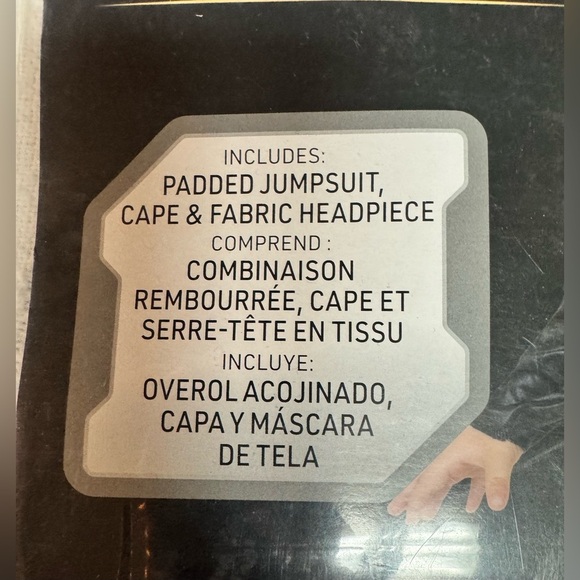 INCLUDES:
PADDED JUMPSUIT,
CAPE & FABRIC HEADPIECE
COMPREND :
COMBINAISON
REMBOURRÉE, CAPE ET
SERRE-TÊTE EN TISSU
INCLUYE:
OVEROL ACOJINADO,
CAPA Y MÁSCARA
DE TELA